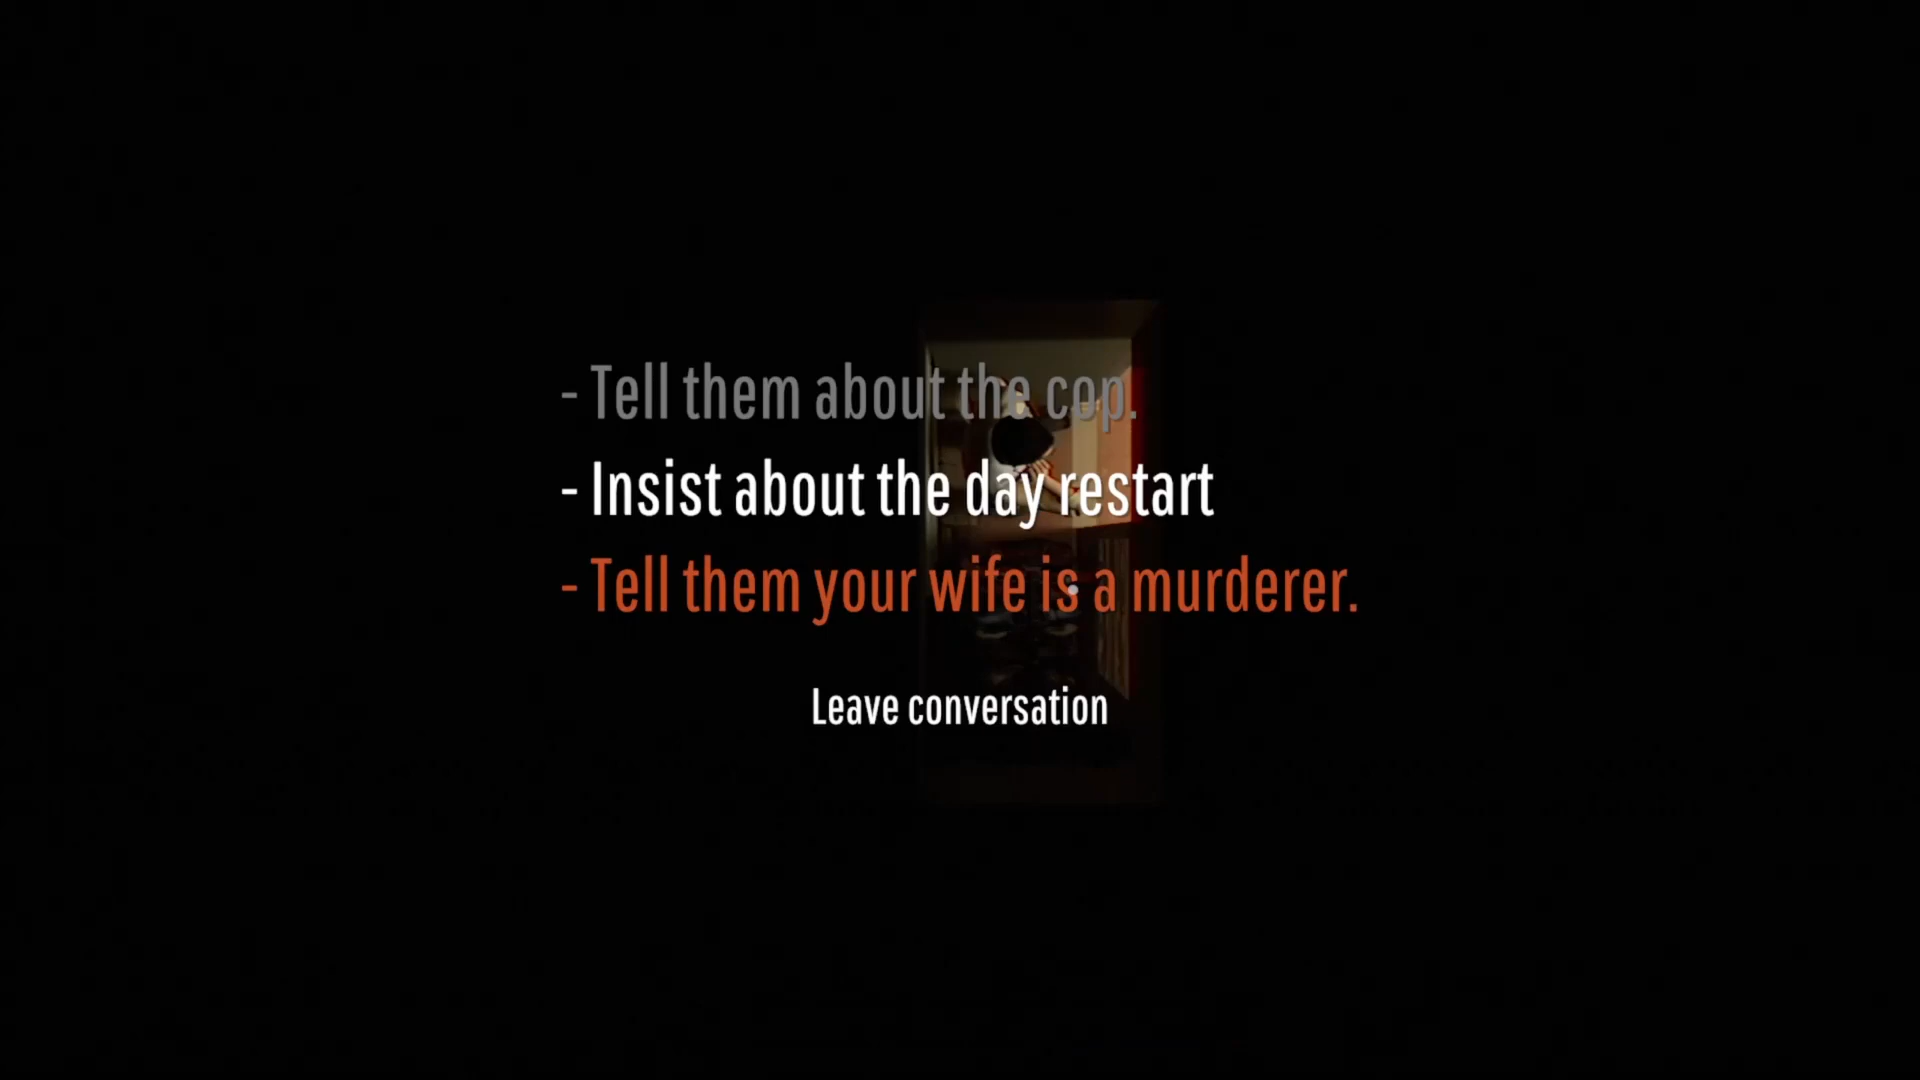 - Tell them about the cop.
- Insist about the day restart
- Tell them your wife is a murderer.
Leave conversation